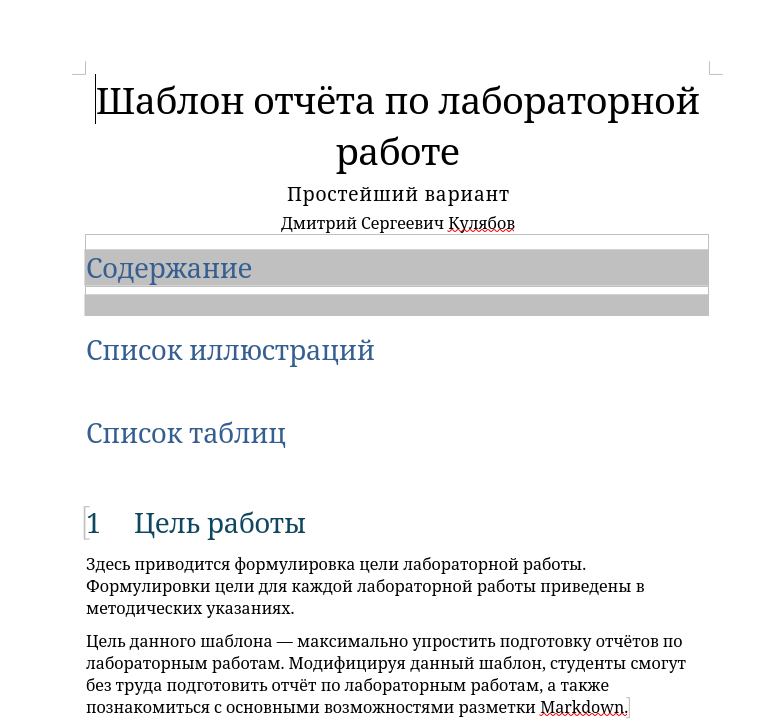 Шаблон отчёта по лабораторной
работе
Простейший вариант
Дмитрий Сергеевич Кулябов
Содержание
Список иллюстраций
Список таблиц
1 Цель работы
Здесь приводится формулировка цели лабораторной работы.
Формулировки цели для каждой лабораторной работы приведены в
методических указаниях.
Цель данного шаблона — максимально упростить подготовку отчётов по
лабораторным работам. Модифицируя данный шаблон, студенты смогут
без труда подготовить отчёт по лабораторным работам, а также
познакомиться с основными возможностями разметки Markdown.